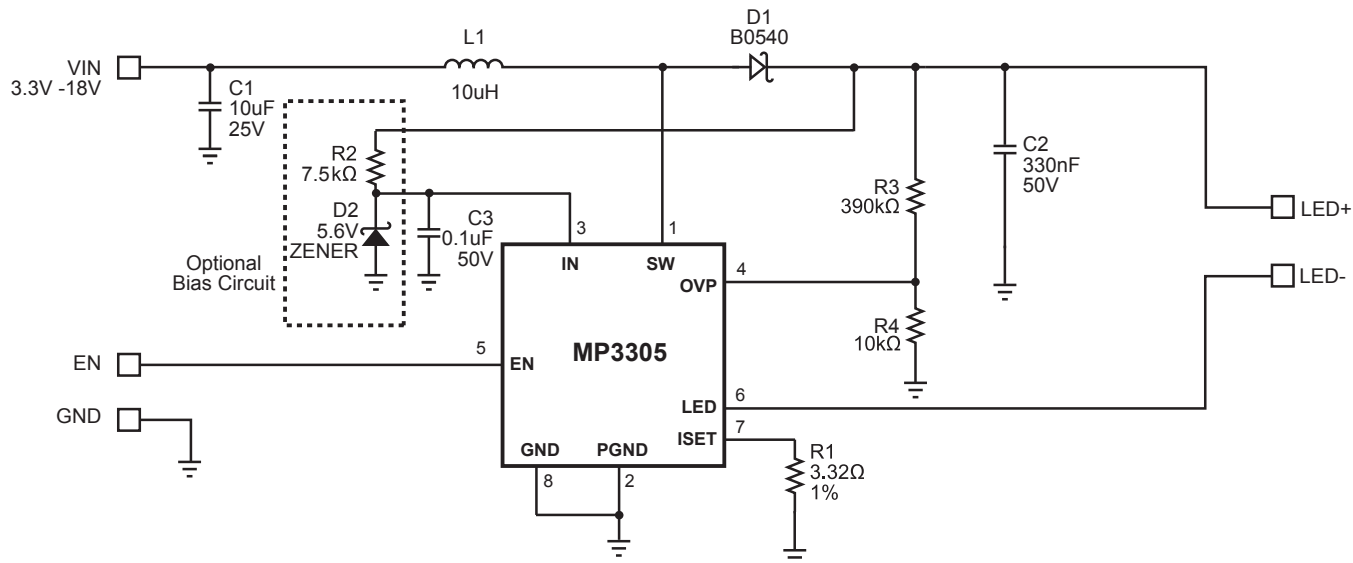 D1
B0540
L1
10uH
VIN
3.3V -18V
C1
10uF
25V
R2
7.5kΩ
D2
5.6V
ZENER
C3
0.1uF
50V
Optional
Bias Circuit
R3
390kΩ
C2
330nF
50V
LED+
LED-
3
1
IN
SW
OVP
4
R4
10kΩ
MP3305
EN
5
EN
GND
LED
6
ISET
7
GND
PGND
8
2
R1
3.32Ω
1%